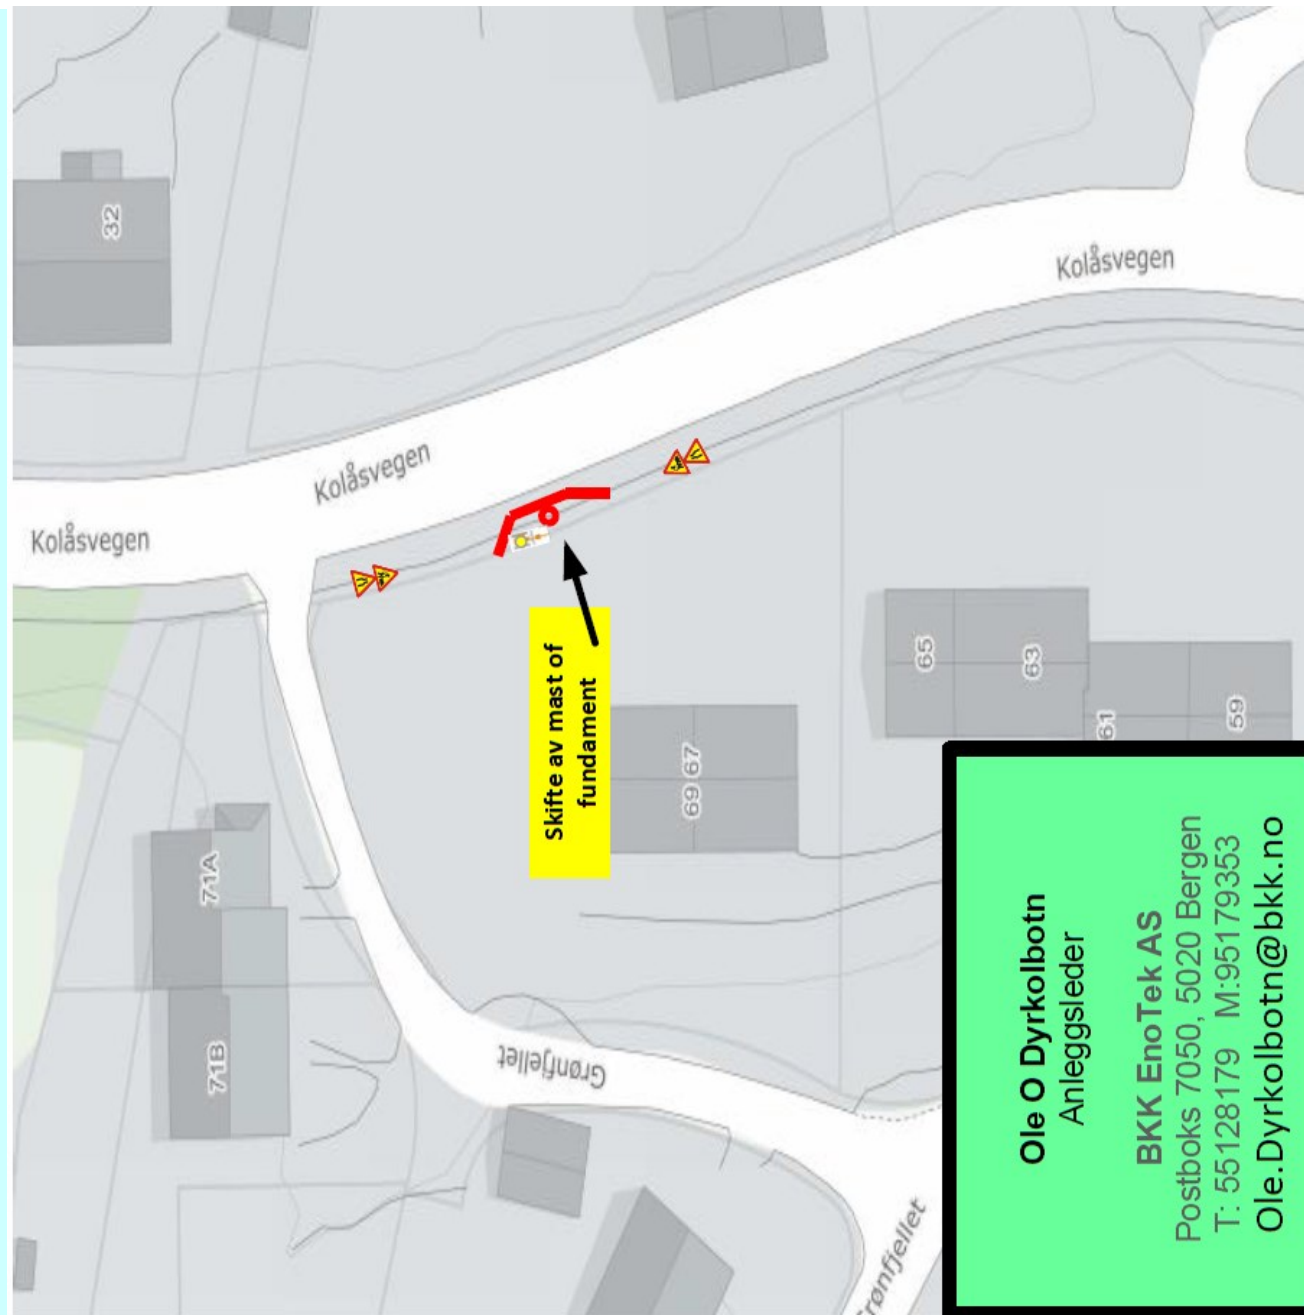 32
Kolåsvegen
Kolåsvegen
Kolåsvegen
Skifte av mast of
fundament
65
63
61
59
69 67
71A
71B
Grønfjellet
rønfjellet
Ole O Dyrkolbotn
Anleggsleder
BKK EnoTek AS
Postboks 7050, 5020 Bergen
T: 55128179 M:95179353
Ole.Dyrkolbotn@bkk.no